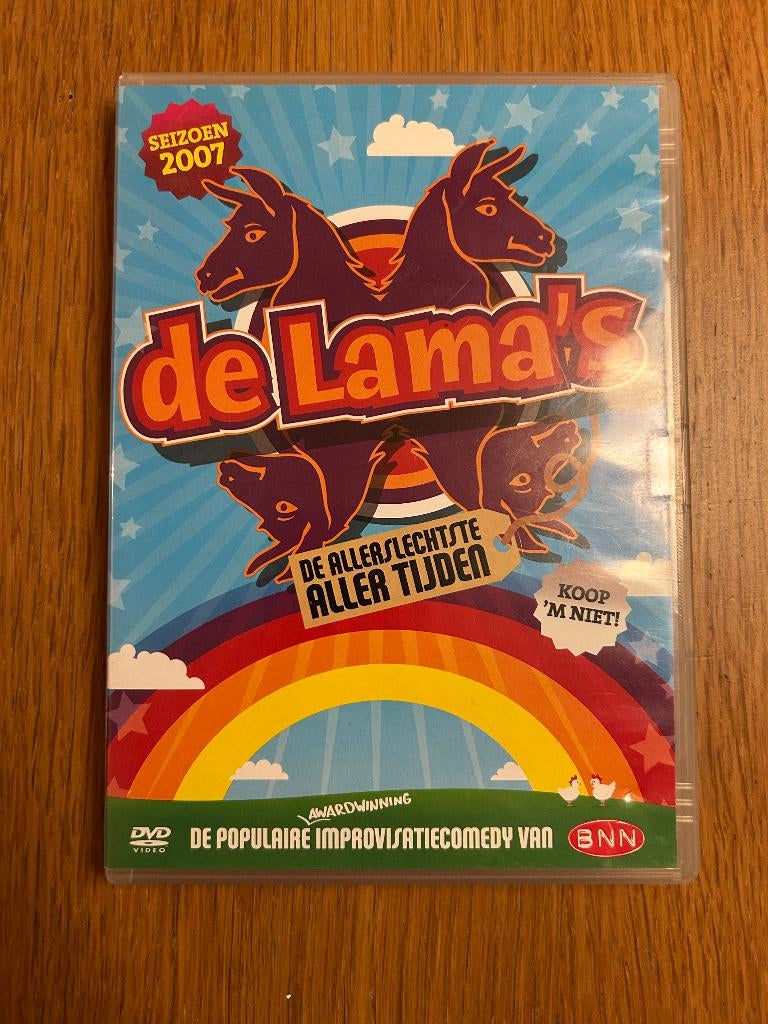 SEIZOEN
2007
de Lama's
DE ALLERSLECHTSTE
ALLER TIJDEN
KOOP
'M NIET!
AWARDWINNING
DE POPULAIRE IMPROVISATIECOMEDY VAN
BNN
DVD
VIDEO